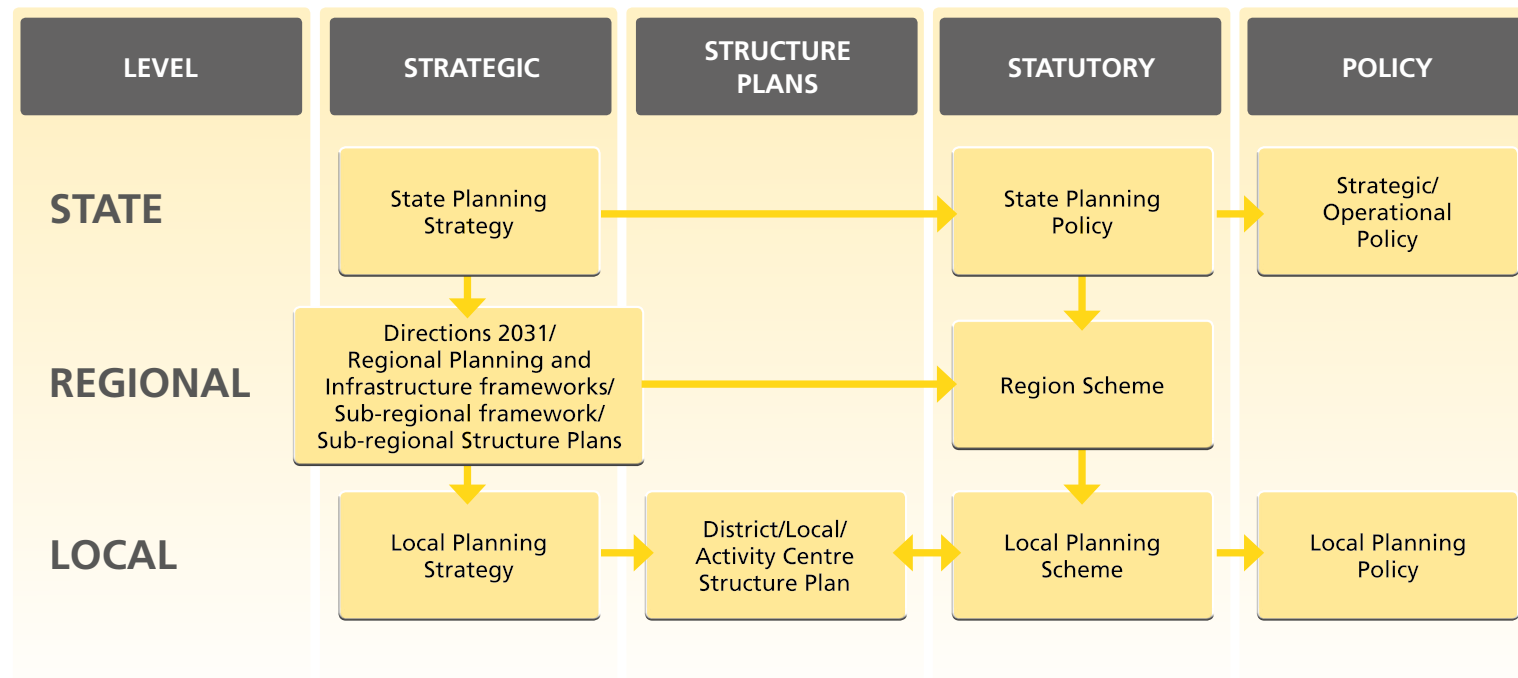 LEVEL
STRATEGIC
STRUCTURE
PLANS
STATUTORY
POLICY
STATE
State Planning
Strategy
State Planning
Policy
Strategic/
Operational
Policy
REGIONAL
Directions 2031/
Regional Planning and
Infrastructure frameworks/
Sub-regional framework/
Sub-regional Structure Plans
Region Scheme
LOCAL
Local Planning
Strategy
District/Local/
Activity Centre
Structure Plan
Local Planning
Scheme
Local Planning
Policy